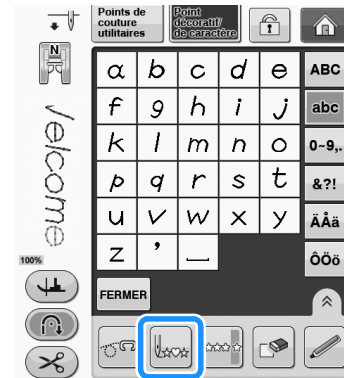 Points de
couture
utilitaires
Point
décoratif/
de caractère
N
Welcome
100%
a b c d e
ABC
f g h i j
abc
k l m n o
0~9,.
p q r s t
&?!
u v w x y
ÄÅä
z ’ _
ÔÖö
FERMER